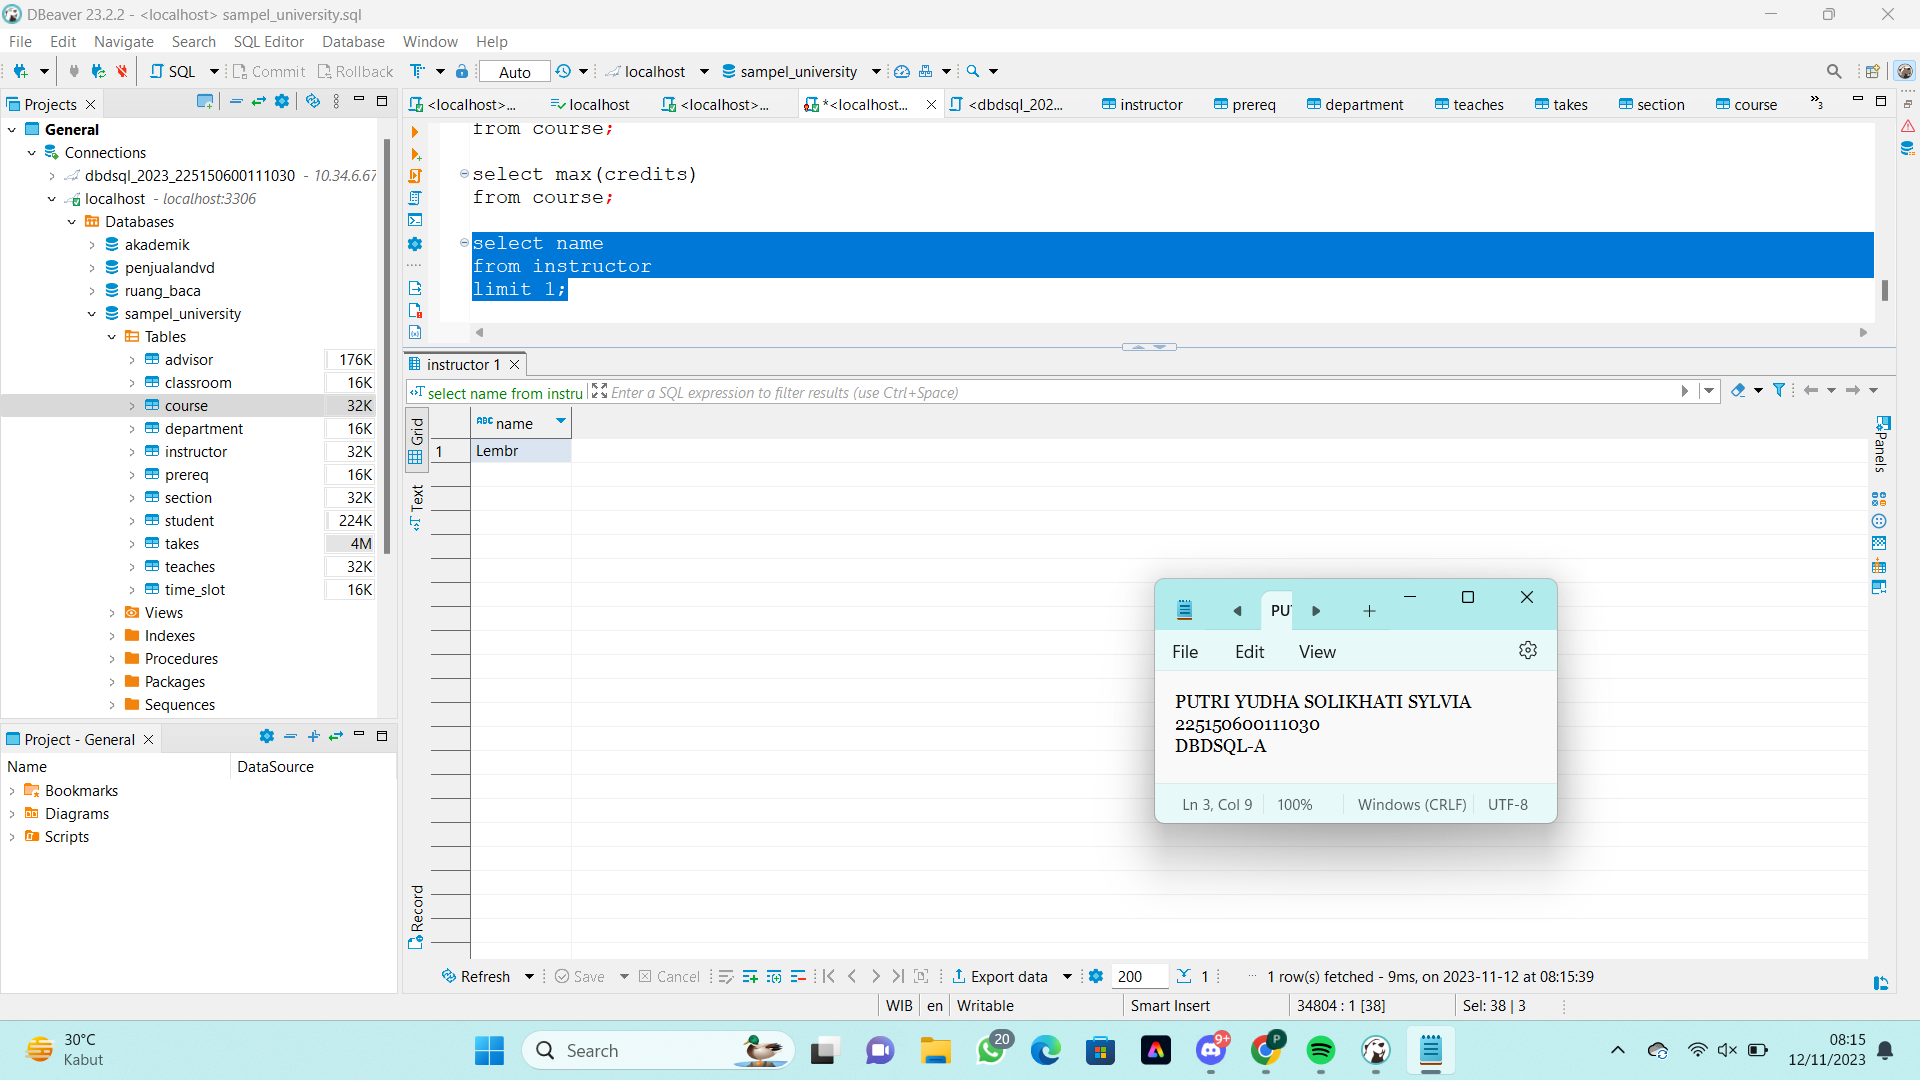 DBeaver 23.2.2 - <localhost> sampel_university.sql
File Edit Navigate Search SQL Editor Database Window Help
SQL Commit Rollback Auto localhost sampel_university
Projects
<localhost>... localhost <localhost>... *<localhost... <dbdsql_202... instructor prereq department teaches takes section course »3
General
Connections
dbdsql_2023_225150600111030 - 10.34.6.67
localhost - localhost:3306
Databases
akademik
penjualandvd
ruang_baca
sampel_university
Tables
advisor 176K
classroom 16K
course 32K
department 16K
instructor 32K
prereq 16K
section 32K
student 224K
takes 4M
teaches 32K
time_slot 16K
Views
Indexes
Procedures
Packages
Sequences
from course;
select max(credits)
from course;
select name
from instructor
limit 1;
instructor 1
select name from instru Enter a SQL expression to filter results (use Ctrl+Space)
Grid
Text
Record
Panels
ABC name
1 Lembr
PU
File Edit View
PUTRI YUDHA SOLIKHATI SYLVIA
225150600111030
DBDSQL-A
Ln 3, Col 9 100% Windows (CRLF) UTF-8
Project - General
Name DataSource
Bookmarks
Diagrams
Scripts
Refresh Save Cancel Export data 200 1 1 row(s) fetched - 9ms, on 2023-11-12 at 08:15:39
WIB en Writable Smart Insert 34804 : 1 [38] Sel: 38 | 3
30°C
Kabut
Search
20
9+
P
08:15
12/11/2023